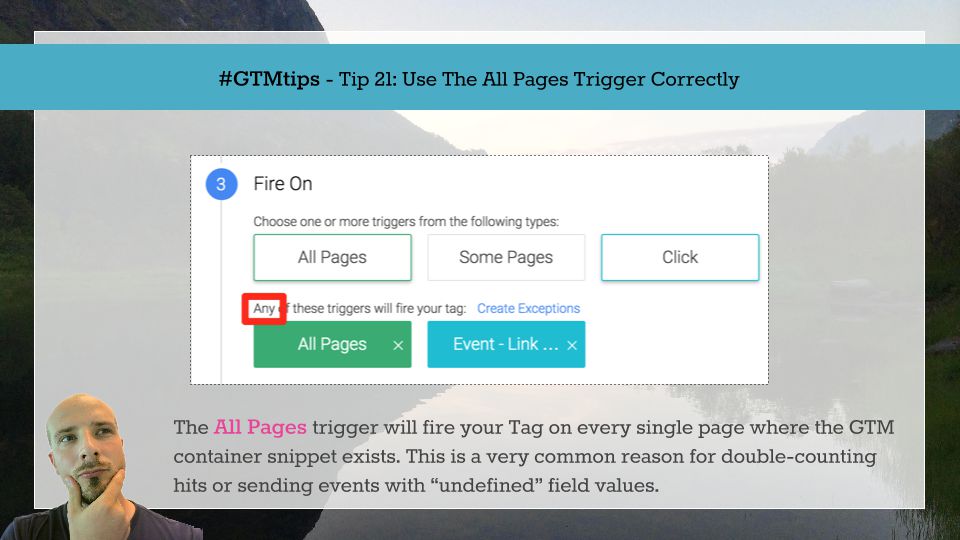 #GTMtips - Tip 21: Use The All Pages Trigger Correctly
3 Fire On
Choose one or more triggers from the following types:
All Pages Some Pages Click
Any of these triggers will fire your tag: Create Exceptions
All Pages × Event - Link ... ×
The All Pages trigger will fire your Tag on every single page where the GTM
container snippet exists. This is a very common reason for double-counting
hits or sending events with “undefined” field values.